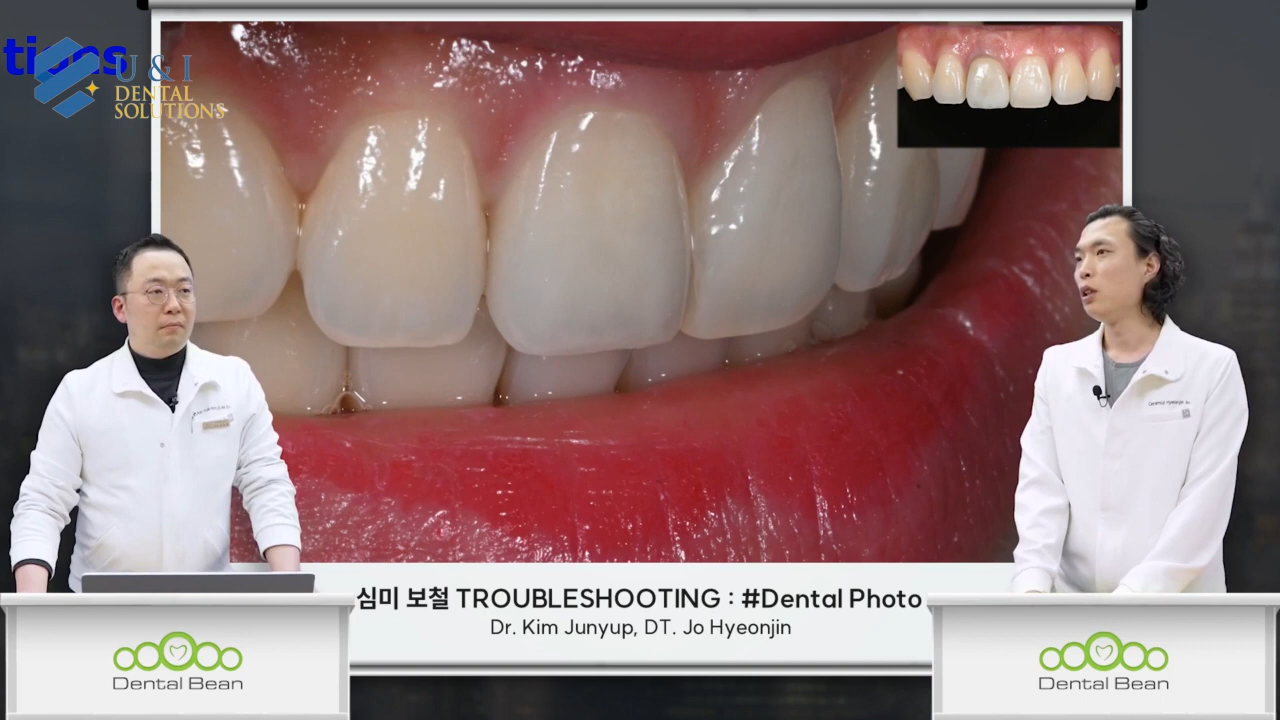 tions
U & I
DENTAL
SOLUTIONS
심미 보철 TROUBLESHOOTING : #Dental Photo
Dr. Kim Junyup, DT. Jo Hyeonjin
Dental Bean
Dental Bean